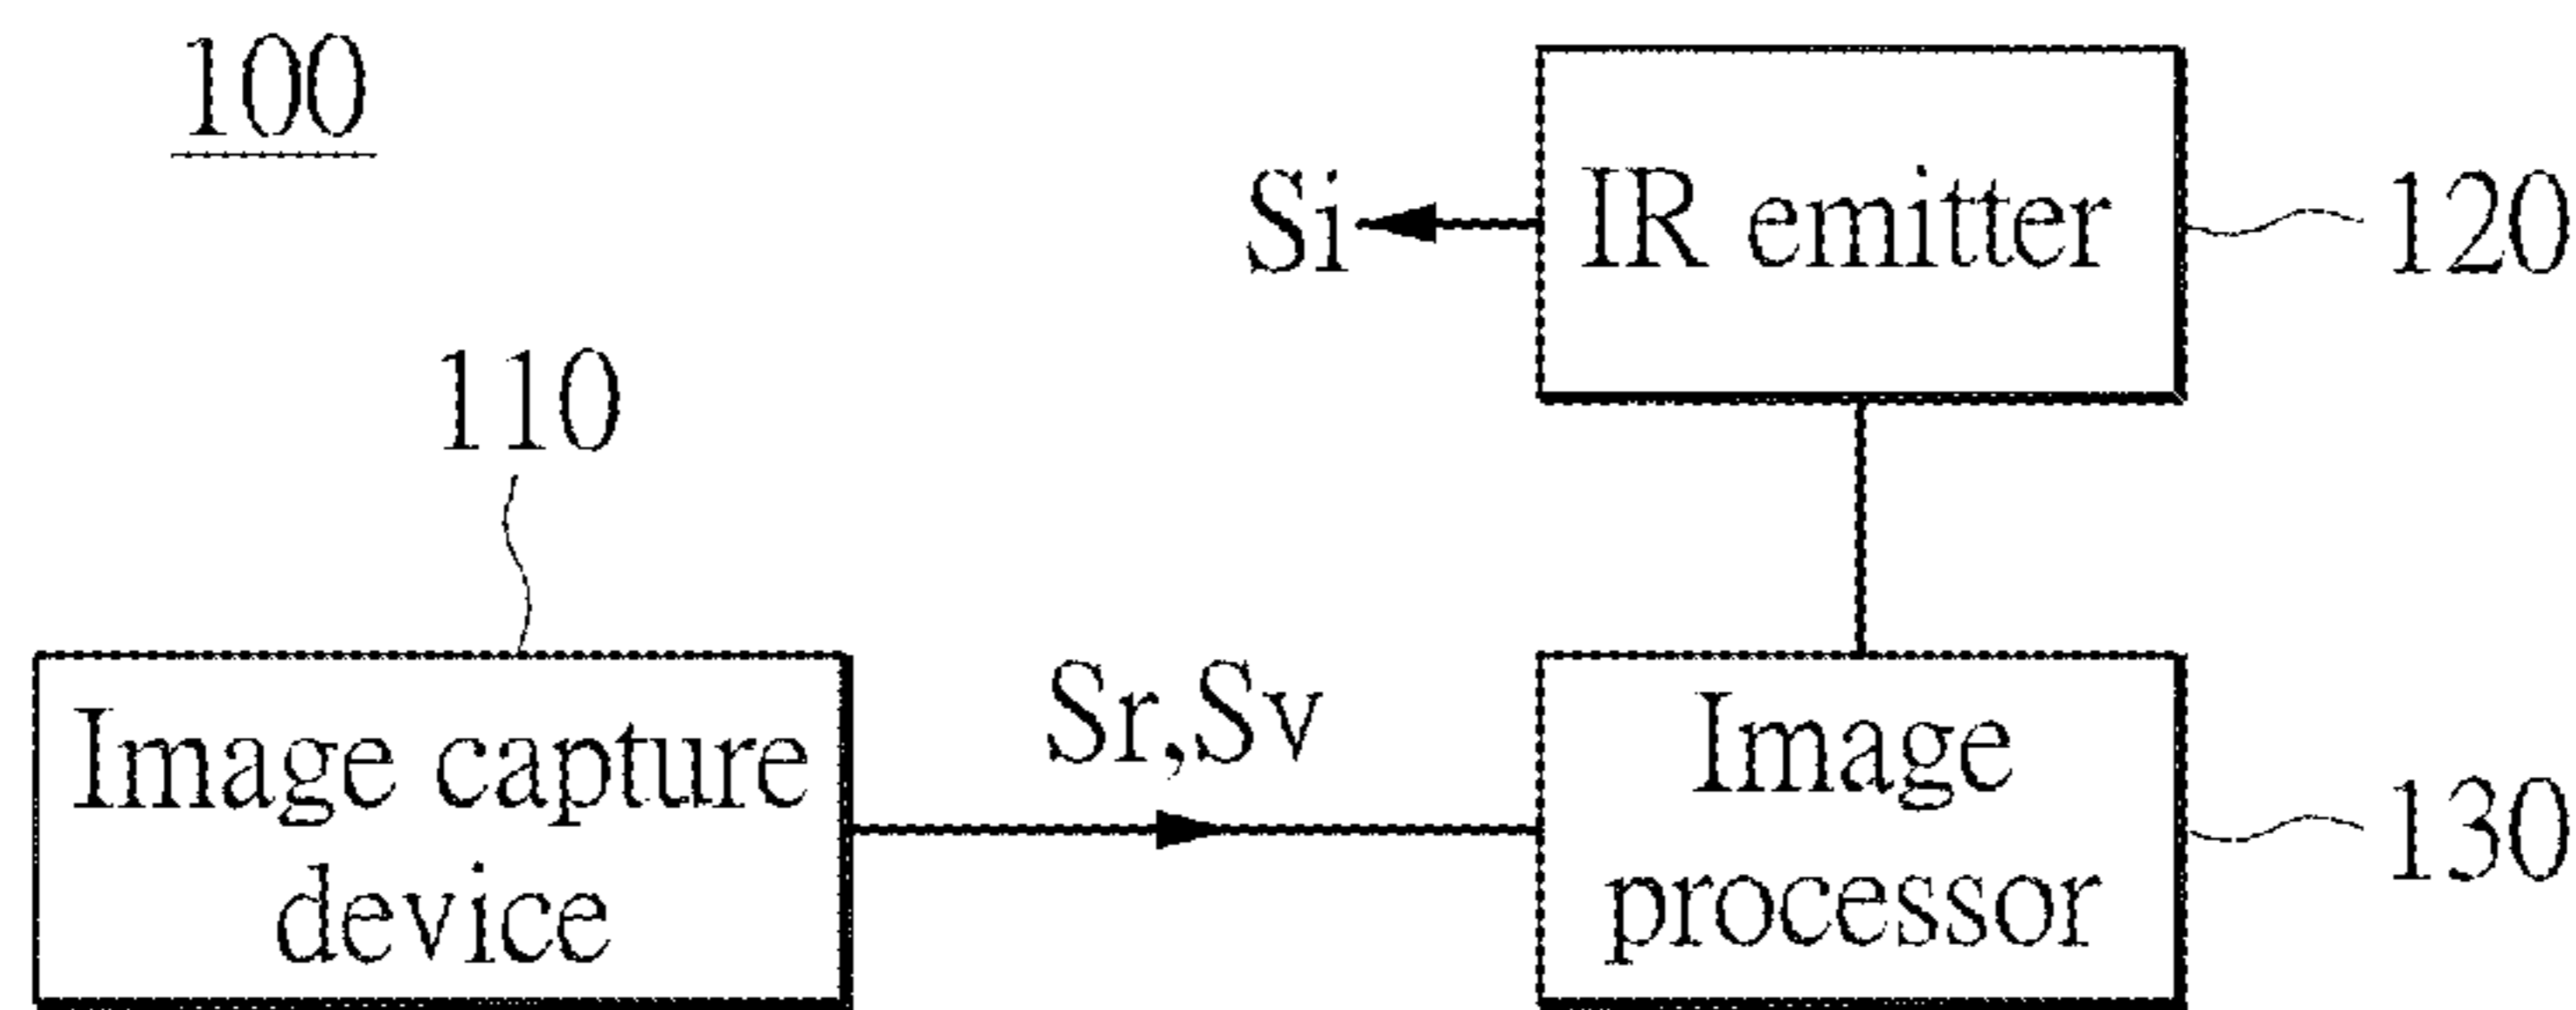 100
Si
IR emitter
120
110
Image capture
device
Sr,Sv
Image
processor
130